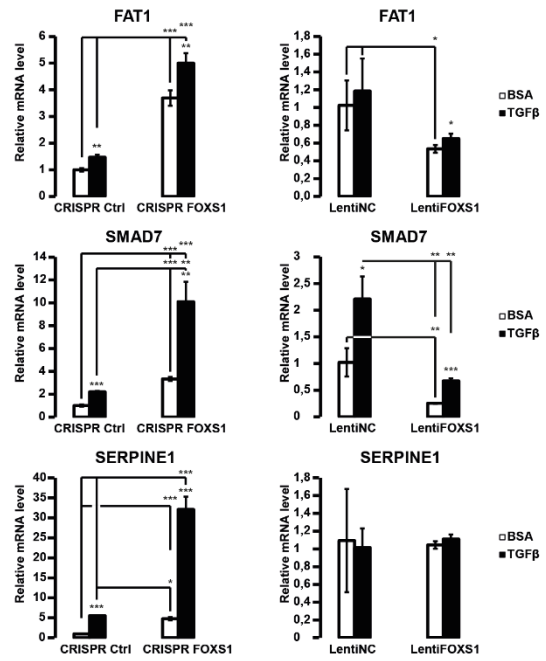 FAT1
Relative mRNA level
6
5
4
3
2
1
0
**
***
***
**
CRISPR Ctrl CRISPR FOXS1
FAT1
Relative mRNA level
1,8
1,6
1,4
1,2
1
0,8
0,6
0,4
0,2
0
*
*
LentiNC LentiFOXS1
BSA
TGFβ
SMAD7
Relative mRNA level
14
12
10
8
6
4
2
0
***
*** ***
*** **
**
CRISPR Ctrl CRISPR FOXS1
SMAD7
Relative mRNA level
3
2,5
2
1,5
1
0,5
0
*
** **
**
***
LentiNC LentiFOXS1
BSA
TGFβ
SERPINE1
Relative mRNA level
40
35
30
25
20
15
10
5
0
***
***
***
***
*
CRISPR Ctrl CRISPR FOXS1
SERPINE1
Relative mRNA level
1,8
1,6
1,4
1,2
1
0,8
0,6
0,4
0,2
0
LentiNC LentiFOXS1
BSA
TGFβ